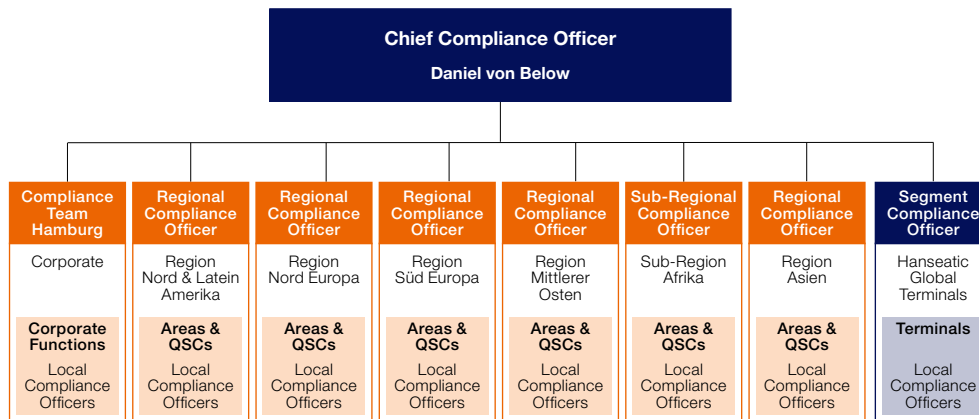 Chief Compliance Officer
Daniel von Below
Compliance
Team
Hamburg
Corporate
Corporate
Functions
Local
Compliance
Officers
Regional
Compliance
Officer
Region
Nord & Latein
Amerika
Areas &
QSCs
Local
Compliance
Officers
Regional
Compliance
Officer
Region
Nord Europa
Areas &
QSCs
Local
Compliance
Officers
Regional
Compliance
Officer
Region
Süd Europa
Areas &
QSCs
Local
Compliance
Officers
Regional
Compliance
Officer
Region
Mittlerer
Osten
Areas &
QSCs
Local
Compliance
Officers
Sub-Regional
Compliance
Officer
Sub-Region
Afrika
Areas &
QSCs
Local
Compliance
Officers
Regional
Compliance
Officer
Region
Asien
Areas &
QSCs
Local
Compliance
Officers
Segment
Compliance
Officer
Hanseatic
Global
Terminals
Terminals
Local
Compliance
Officers